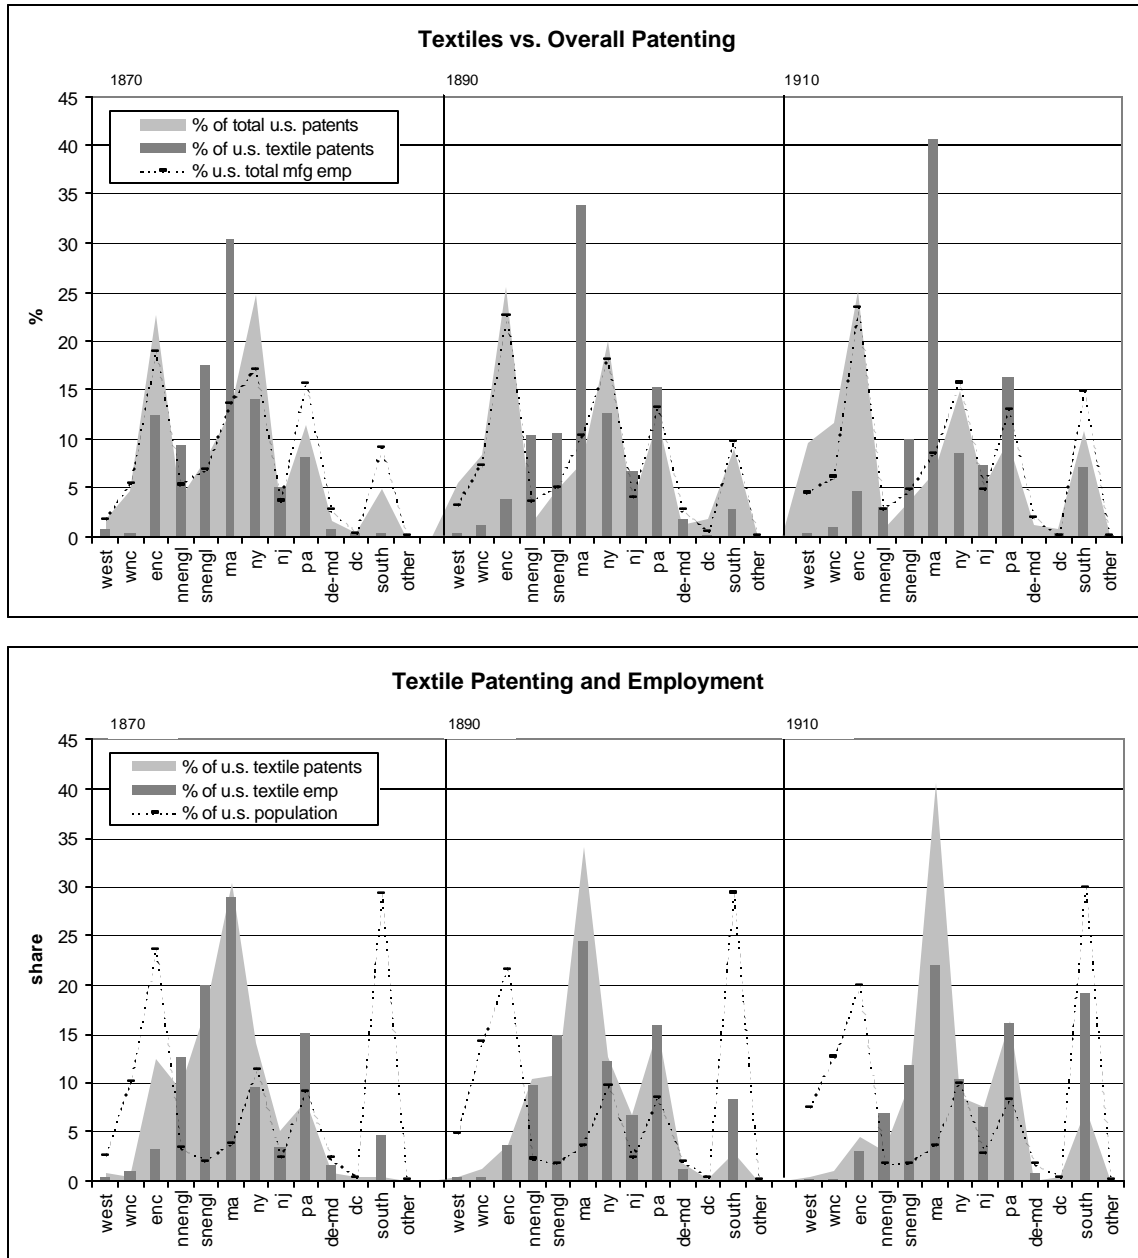 Textiles vs. Overall Patenting
1870 1890 1910
% of total u.s. patents
% of u.s. textile patents
% u.s. total mfg emp
45
40
35
30
25
20
15
10
5
0
%
west wnc enc nnengl snengl ma ny nj pa de-md dc south other west wnc enc nnengl snengl ma ny nj pa de-md dc south other west wnc enc nnengl snengl ma ny nj pa de-md dc south other
Textile Patenting and Employment
1870 1890 1910
% of u.s. textile patents
% of u.s. textile emp
% of u.s. population
45
40
35
30
25
20
15
10
5
0
share
west wnc enc nnengl snengl ma ny nj pa de-md dc south other west wnc enc nnengl snengl ma ny nj pa de-md dc south other west wnc enc nnengl snengl ma ny nj pa de-md dc south other